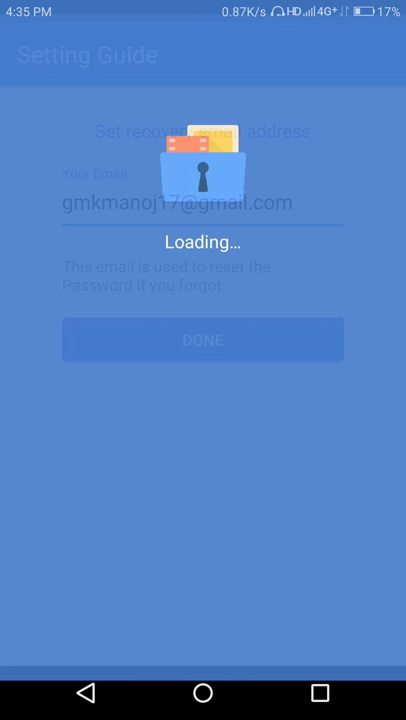 4:35 PM 0.87K/s HD 4G+ 17%
Setting Guide
Set recovery email address
Your Email
gmkmanoj17@gmail.com
Loading...
This email is used to reset the
Password if you forgot
DONE